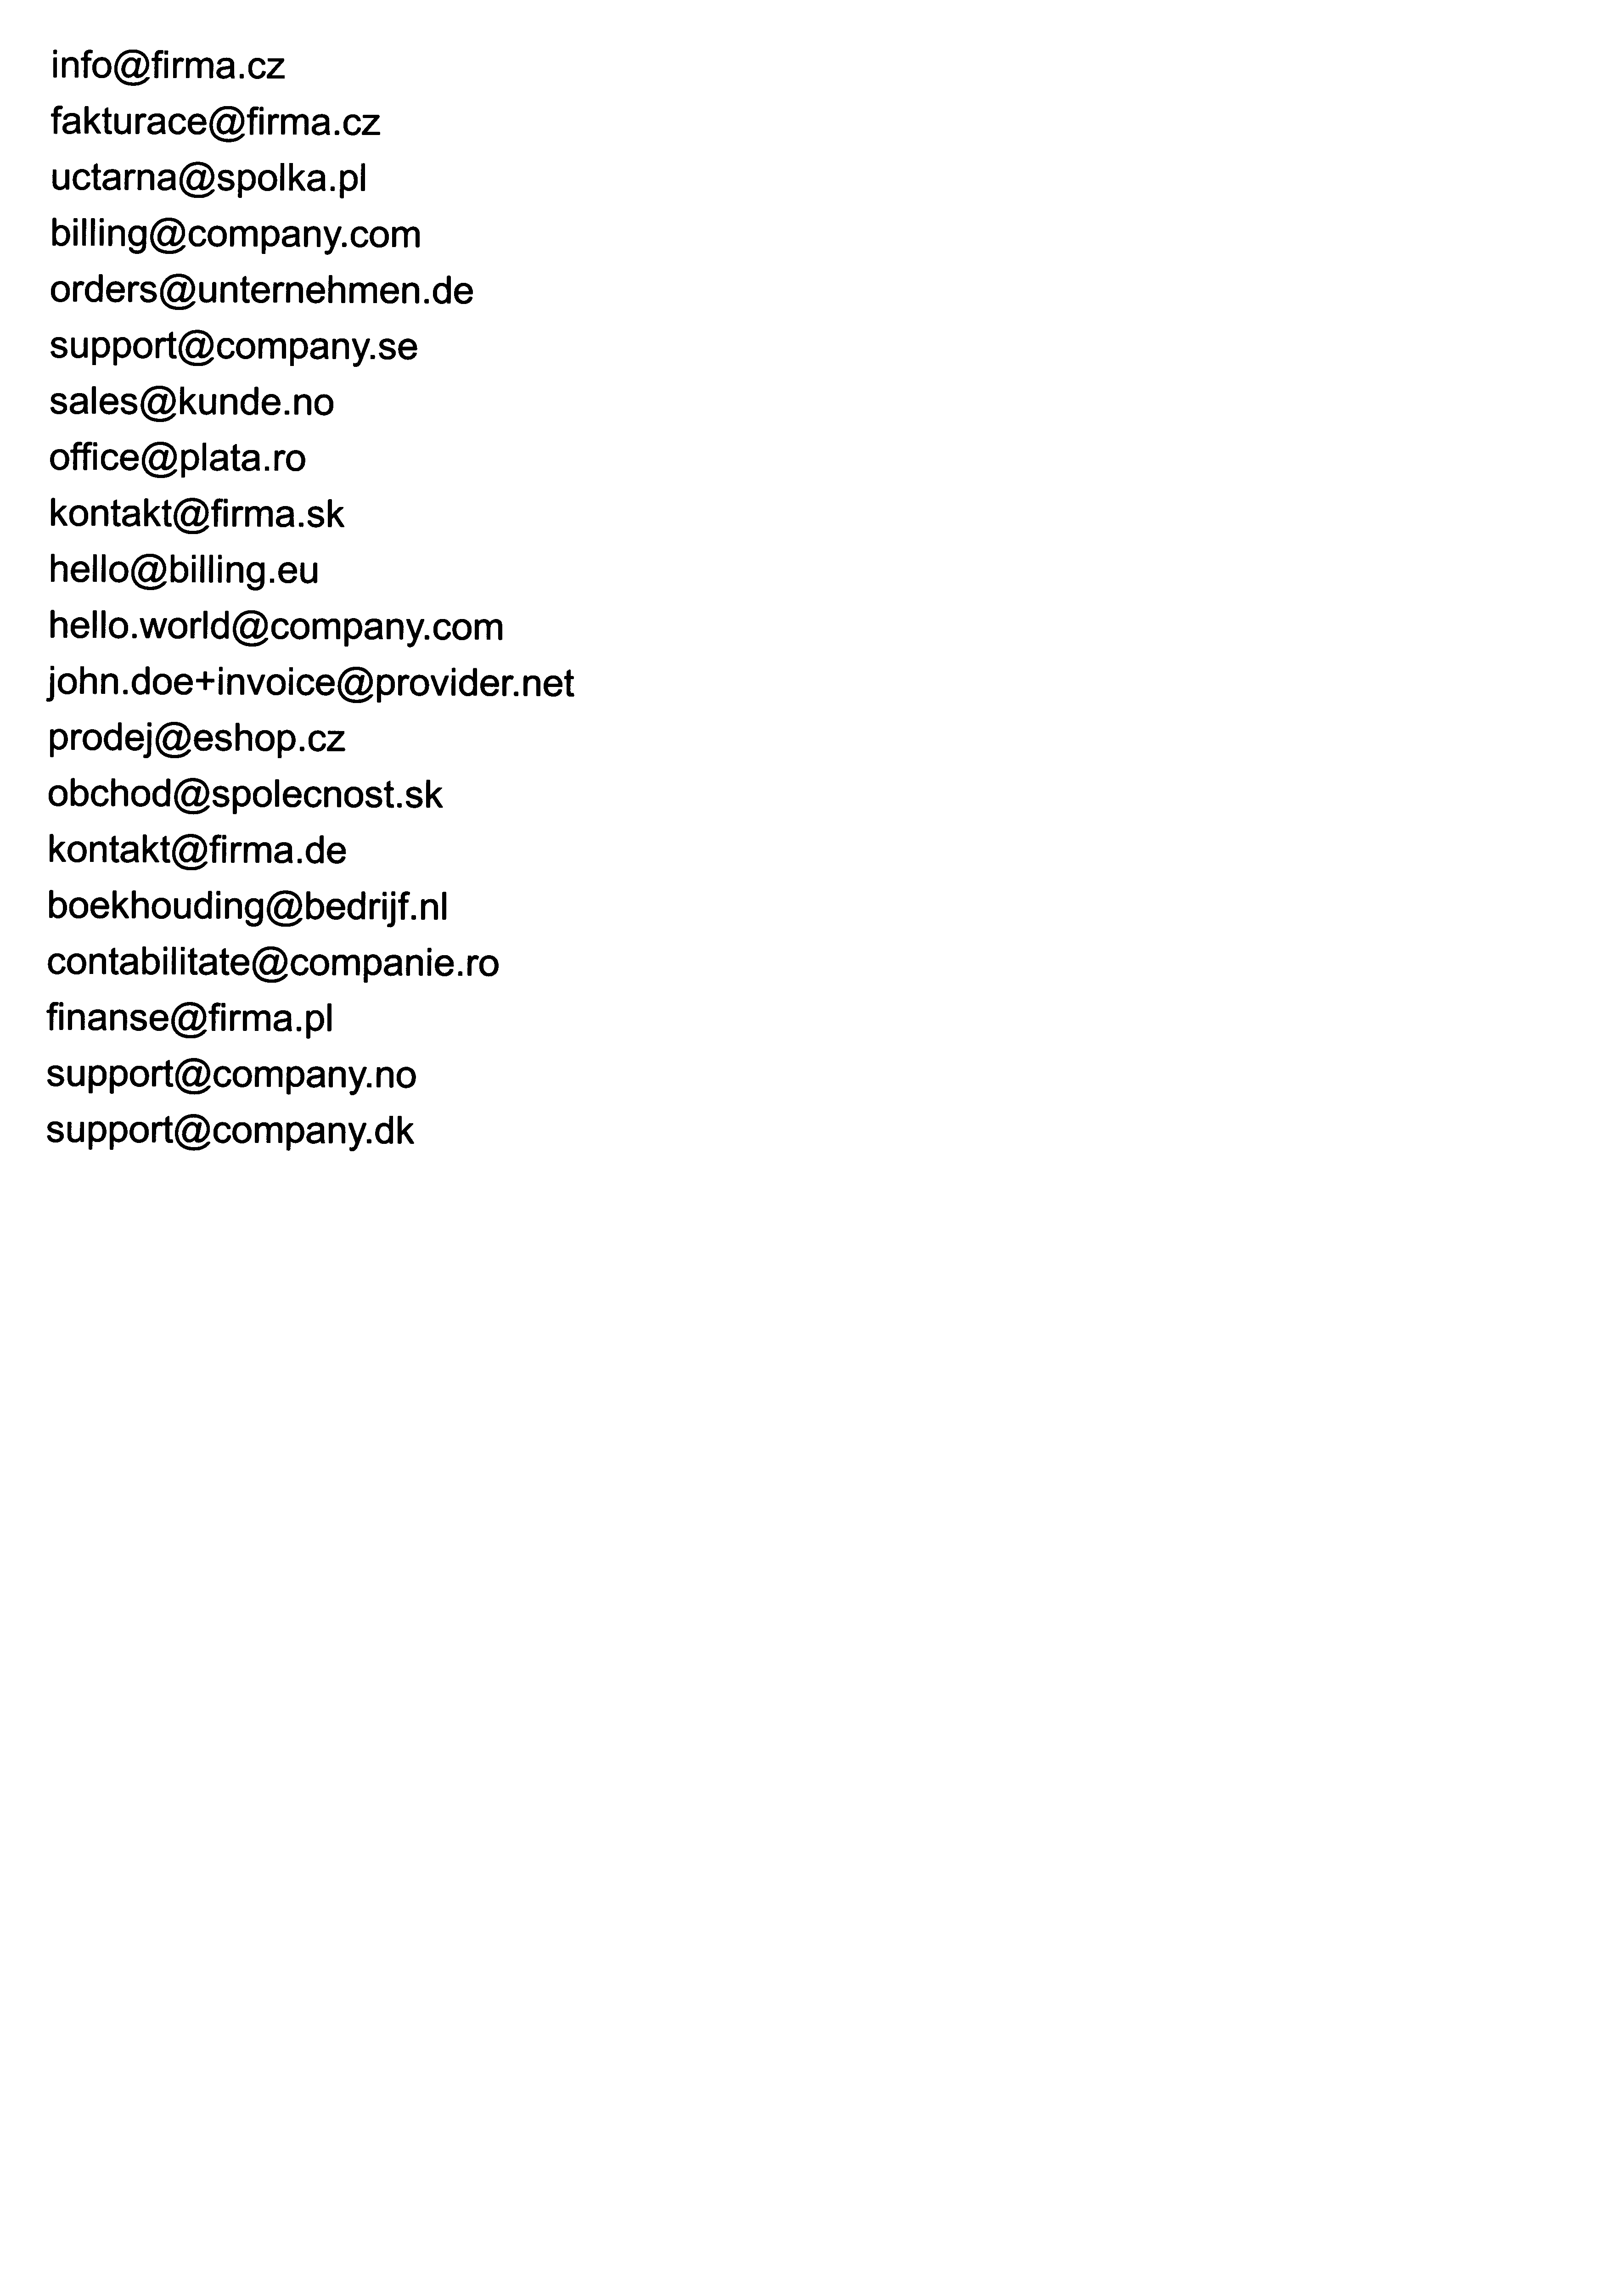 info@firma.cz
fakturace@firma.cz
uctarna@spolka.pl
billing@company.com
orders@unternehmen.de
support@company.se
sales@kunde.no
office@plata.ro
kontakt@firma.sk
hello@billing.eu
hello.world@company.com
john.doe+invoice@provider.net
prodej@eshop.cz
obchod@spolecnost.sk
kontakt@firma.de
boekhouding@bedrijf.nl
contabilitate@companie.ro
finanse@firma.pl
support@company.no
support@company.dk